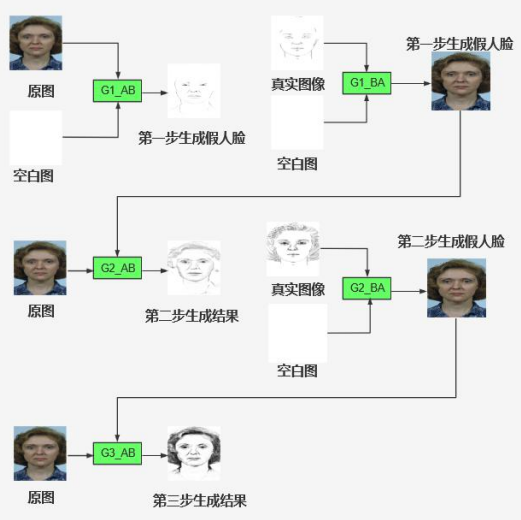 第一步生成假人脸
G1_AB
G1_BA
原图
真实图像
第一步生成假人脸
空白图
空白图
第二步生成假人脸
G2_AB
G2_BA
原图
真实图像
第二步生成结果
空白图
G3_AB
原图
第三步生成结果